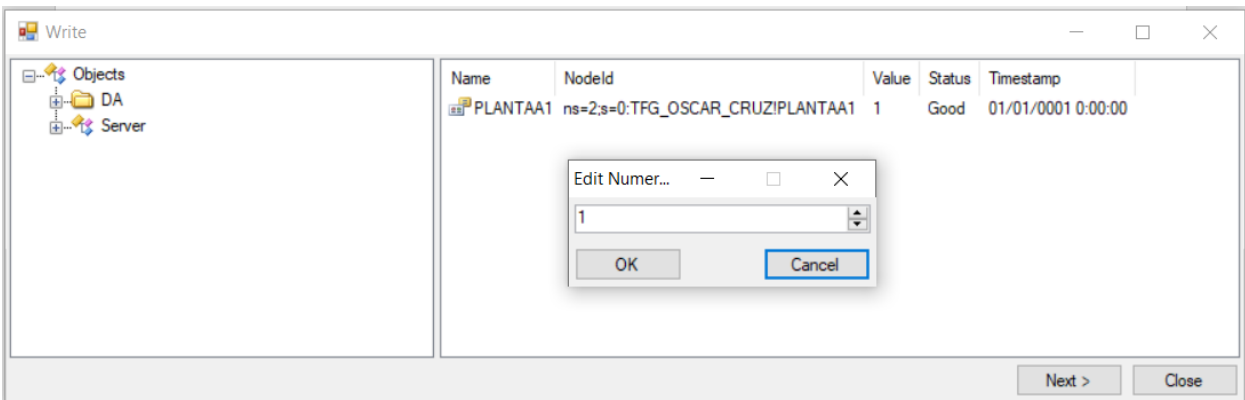 Write
Objects
DA
Server
Name NodeId Value Status Timestamp
PLANTAA1 ns=2;s=0:TFG_OSCAR_CRUZ!PLANTAA1 1 Good 01/01/0001 0:00:00
Edit Numer...
1
OK Cancel
Next > Close